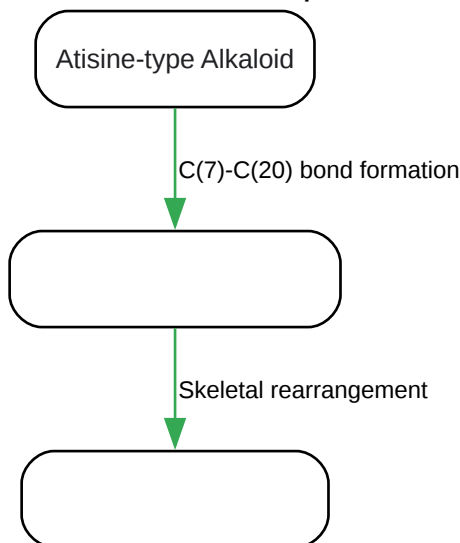 Atisine-type Alkaloid
C(7)-C(20) bond formation
Skeletal rearrangement